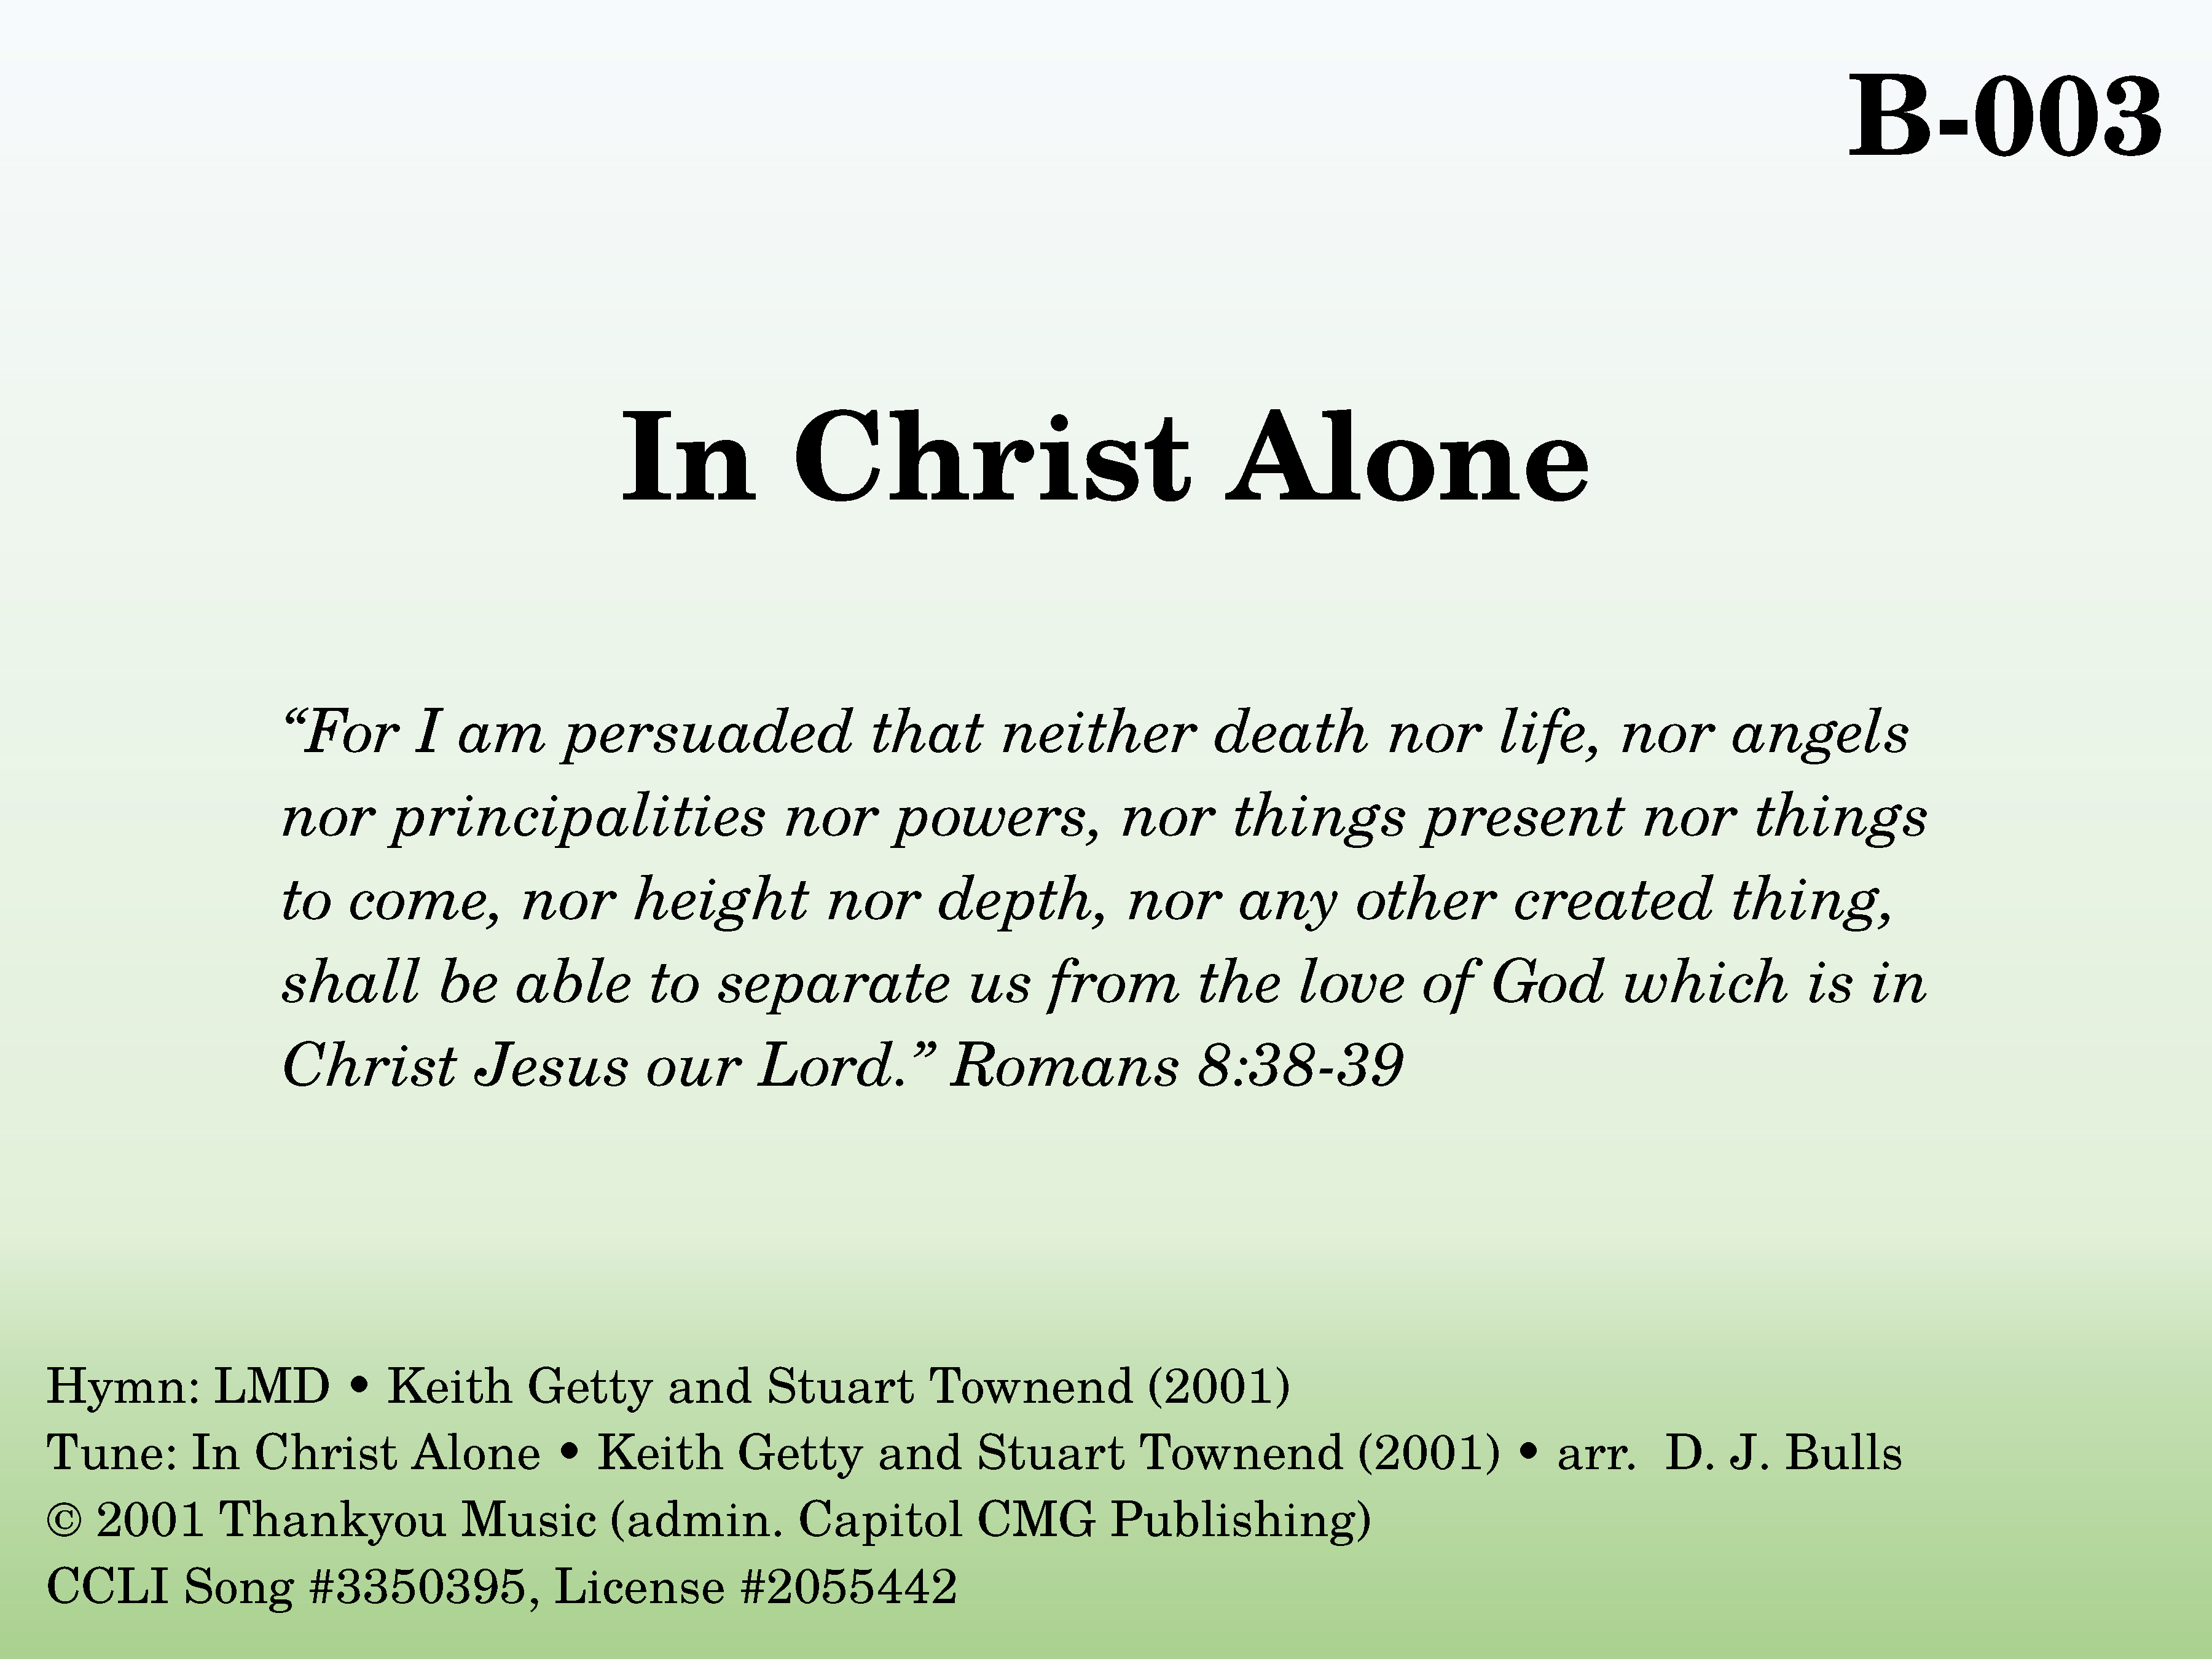 B-003
In Christ Alone
“For I am persuaded that neither death nor life, nor angels
nor principalities nor powers, nor things present nor things
to come, nor height nor depth, nor any other created thing,
shall be able to separate us from the love of God which is in
Christ Jesus our Lord.” Romans 8:38-39
Hymn: LMD • Keith Getty and Stuart Townend (2001)
Tune: In Christ Alone • Keith Getty and Stuart Townend (2001) • arr. D. J. Bulls
© 2001 Thankyou Music (admin. Capitol CMG Publishing)
CCLI Song #3350395, License #2055442